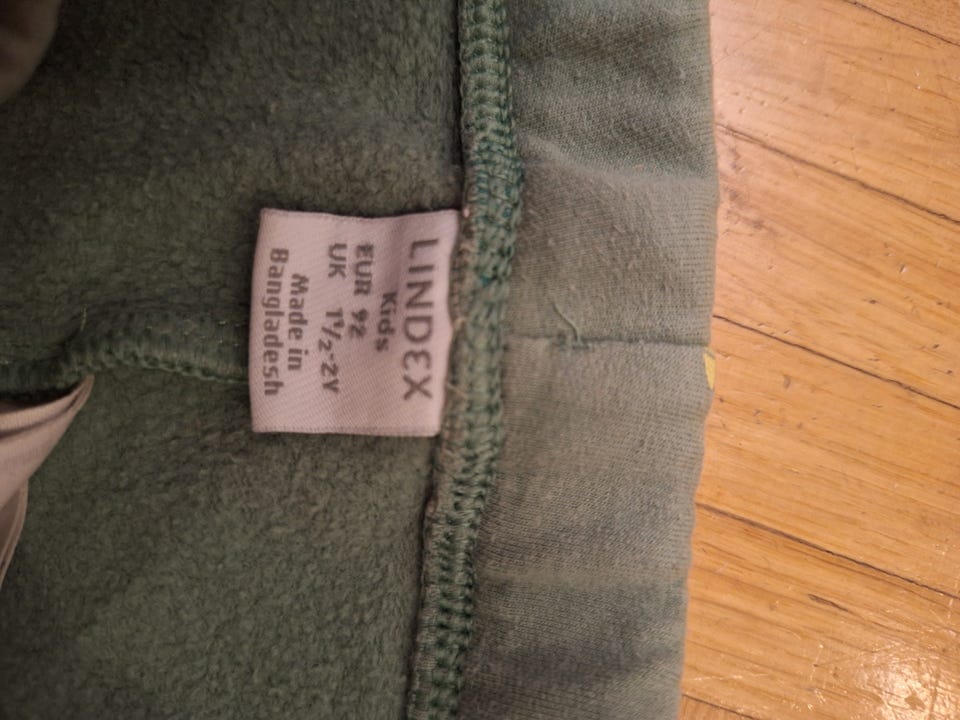 LINDEX
Kids
EUR 92
UK 1½-2Y
Made in
Bangladesh